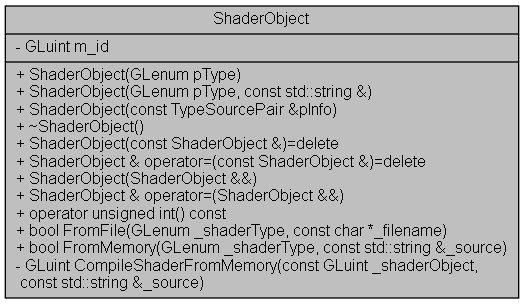 ShaderObject
- GLuint m_id
+ ShaderObject(GLenum pType)
+ ShaderObject(GLenum pType, const std::string &)
+ ShaderObject(const TypeSourcePair &pInfo)
+ ~ShaderObject()
+ ShaderObject(const ShaderObject &)=delete
+ ShaderObject & operator=(const ShaderObject &)=delete
+ ShaderObject(ShaderObject &&)
+ ShaderObject & operator=(ShaderObject &&)
+ operator unsigned int() const
+ bool FromFile(GLenum _shaderType, const char *_filename)
+ bool FromMemory(GLenum _shaderType, const std::string &_source)
- GLuint CompileShaderFromMemory(const GLuint _shaderObject,
const std::string &_source)